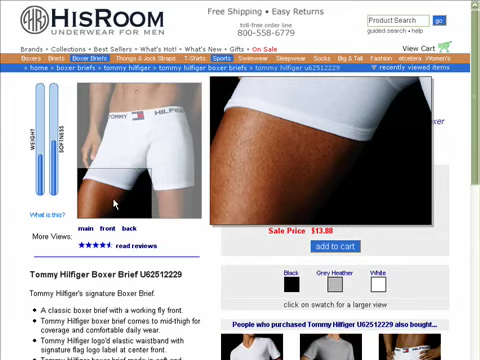 HISROOM
UNDERWEAR FOR MEN
Free Shipping • Easy Returns
toll-free order line
800-558-6779
Product Search
go
guided search • help
Brands • Collections • Best Sellers • What's Hot! • What's New • Gifts • On Sale
View Cart
Boxers Briefs Boxer Briefs Thongs & Jock Straps T-Shirts Sports Swimwear Sleepwear Socks Big & Tall Fashion etcetera Women's
» home » boxer briefs » tommy hilfiger » tommy hilfiger boxer briefs » tommy hilfiger u62512229
recently viewed items
WEIGHT
SOFTNESS
TOMMY HILFIGER
What is this?
More Views:
main front back
read reviews
Sale Price $13.88
add to cart
Tommy Hilfiger Boxer Brief U62512229
Tommy Hilfiger's signature Boxer Brief.
A classic boxer brief with a working fly front.
Tommy Hilfiger boxer brief comes to mid-thigh for
coverage and comfortable daily wear.
Tommy Hilfiger logo'd elastic waistband with
signature flag logo label at center front.
Black Grey Heather White
click on swatch for a larger view
People who purchased Tommy Hilfiger U62512229 also bought...